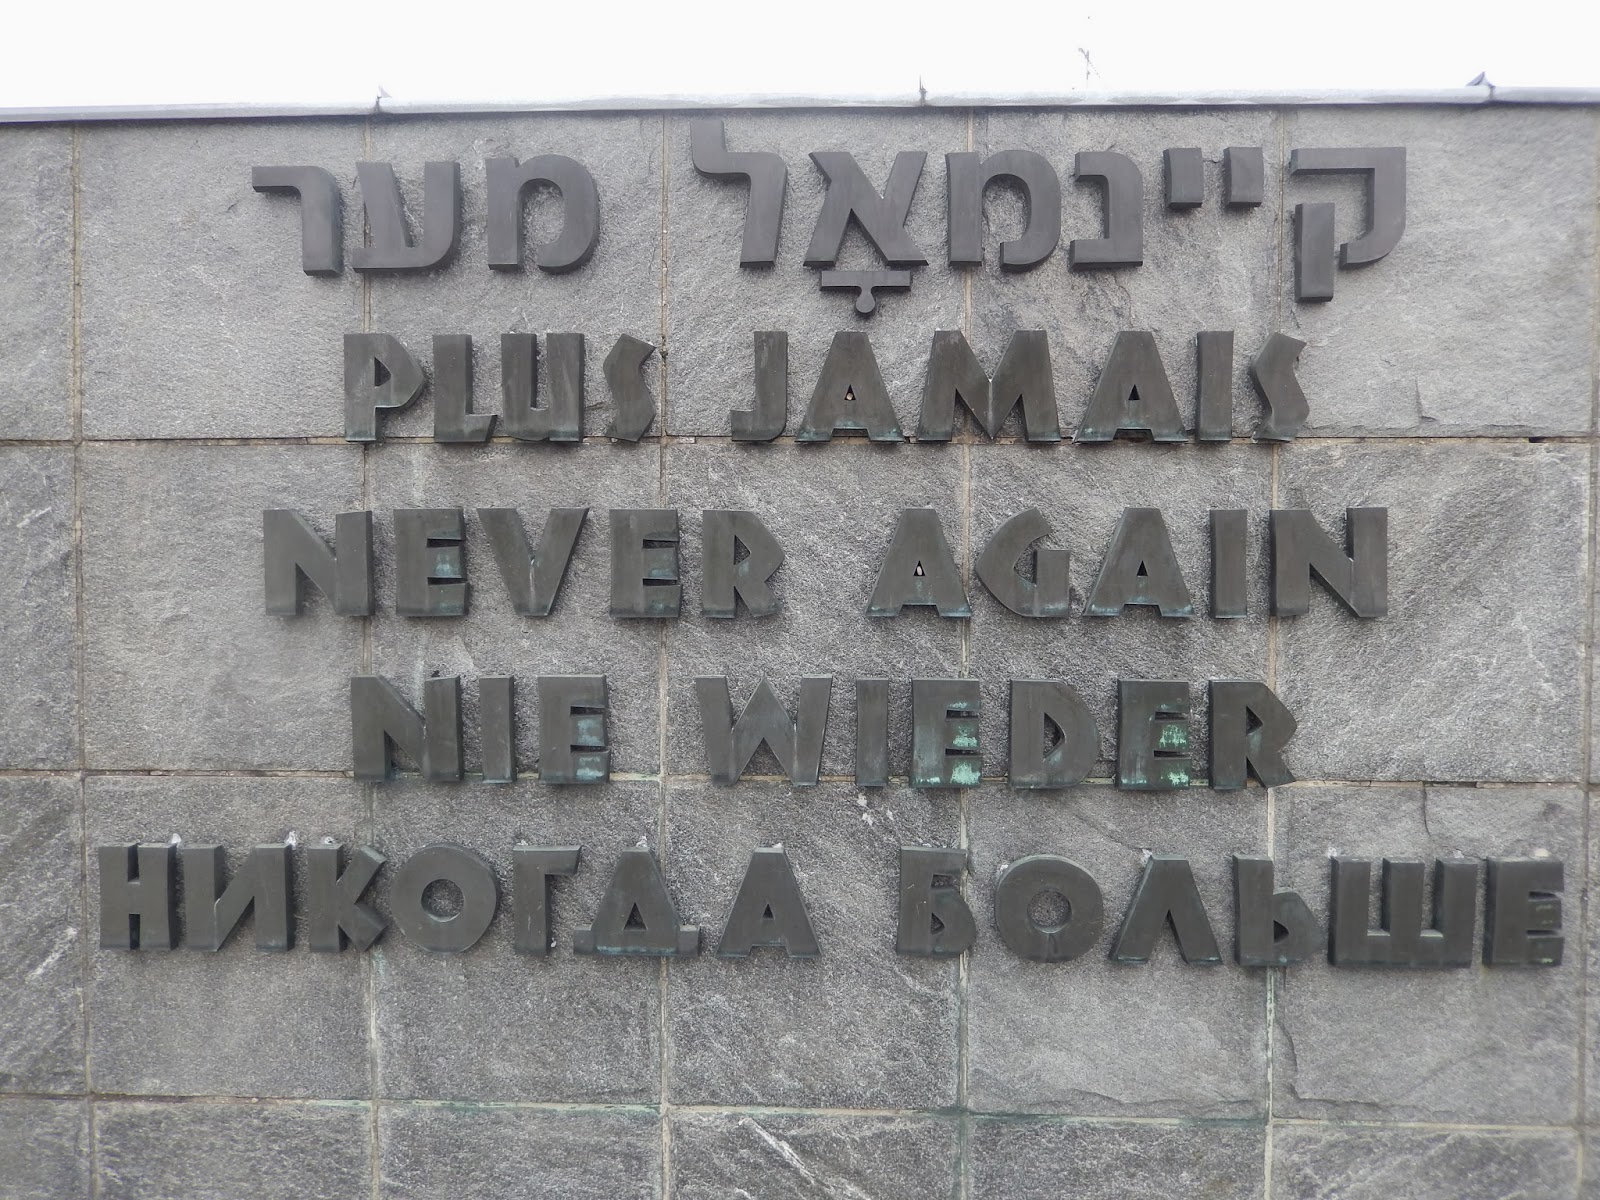 קיינמאָל מער
PLUS JAMAIS
NEVER AGAIN
NIE WIEDER
НИКОГДА БОЛЬШЕ